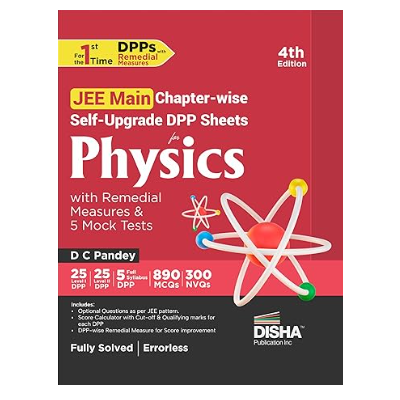 For the 1st Time DPPs with Remedial Measures
4th
Edition
JEE Main Chapter-wise
Self-Upgrade DPP Sheets
for
Physics
with Remedial
Measures &
5 Mock Tests
D C Pandey
25 Level I DPP
25 Level II DPP
5 Full Syllabus DPP
890 MCQs
300 NVQs
Includes:
• Optional Questions as per JEE pattern.
• Score Calculator with Cut-off & Qualifying marks for
each DPP
• DPP-wise Remedial Measure for Score improvement
Fully Solved | Errorless
DISHA
Publication Inc